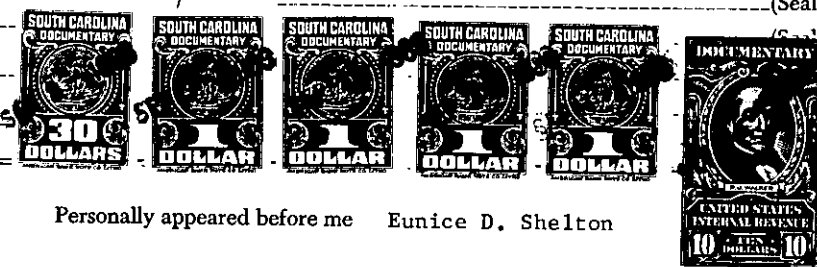 (Seal
SOUTH CAROLINA
DOCUMENTARY
30
DOLLARS
SOUTH CAROLINA
DOCUMENTARY
1
DOLLAR
SOUTH CAROLINA
DOCUMENTARY
1
DOLLAR
SOUTH CAROLINA
DOCUMENTARY
1
DOLLAR
SOUTH CAROLINA
DOCUMENTARY
1
DOLLAR
DOCUMENTARY
R.J. WALKER
UNITED STATES
INTERNAL REVENUE
10 TEN DOLLARS 10
Personally appeared before me Eunice D. Shelton